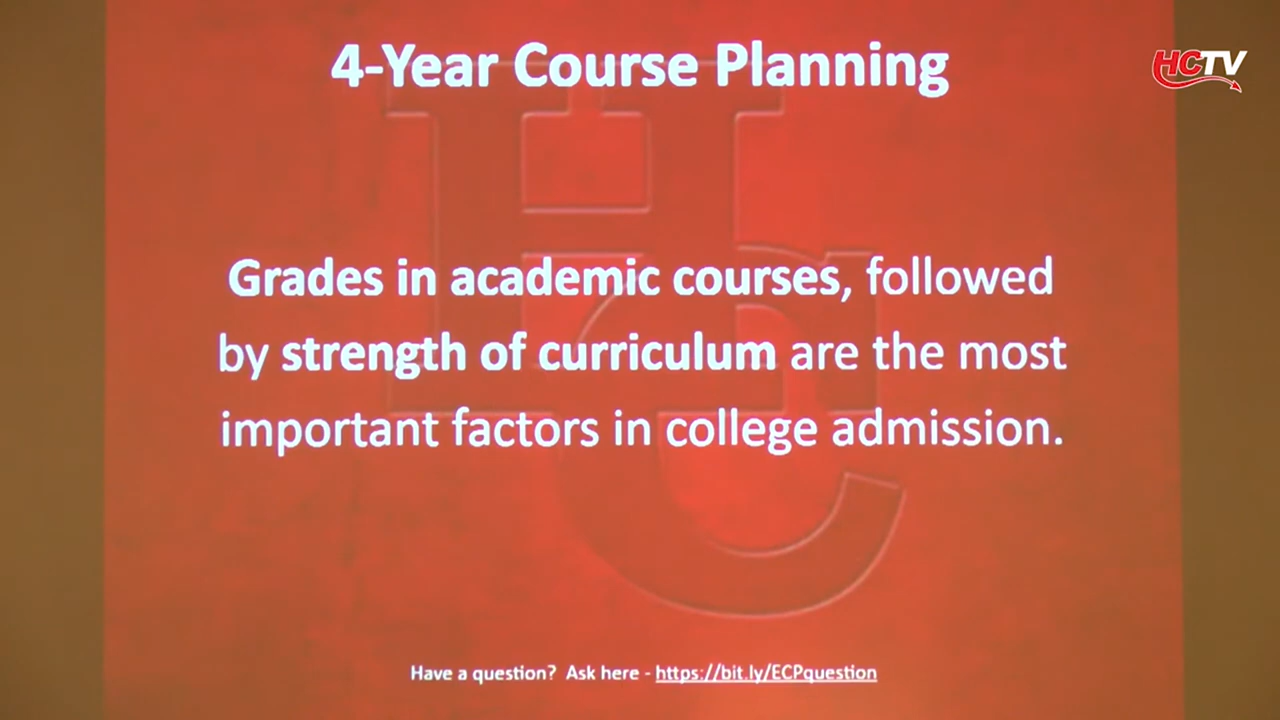 4-Year Course Planning
HCTV
Grades in academic courses, followed
by strength of curriculum are the most
important factors in college admission.
Have a question? Ask here - https://bit.ly/ECPquestion